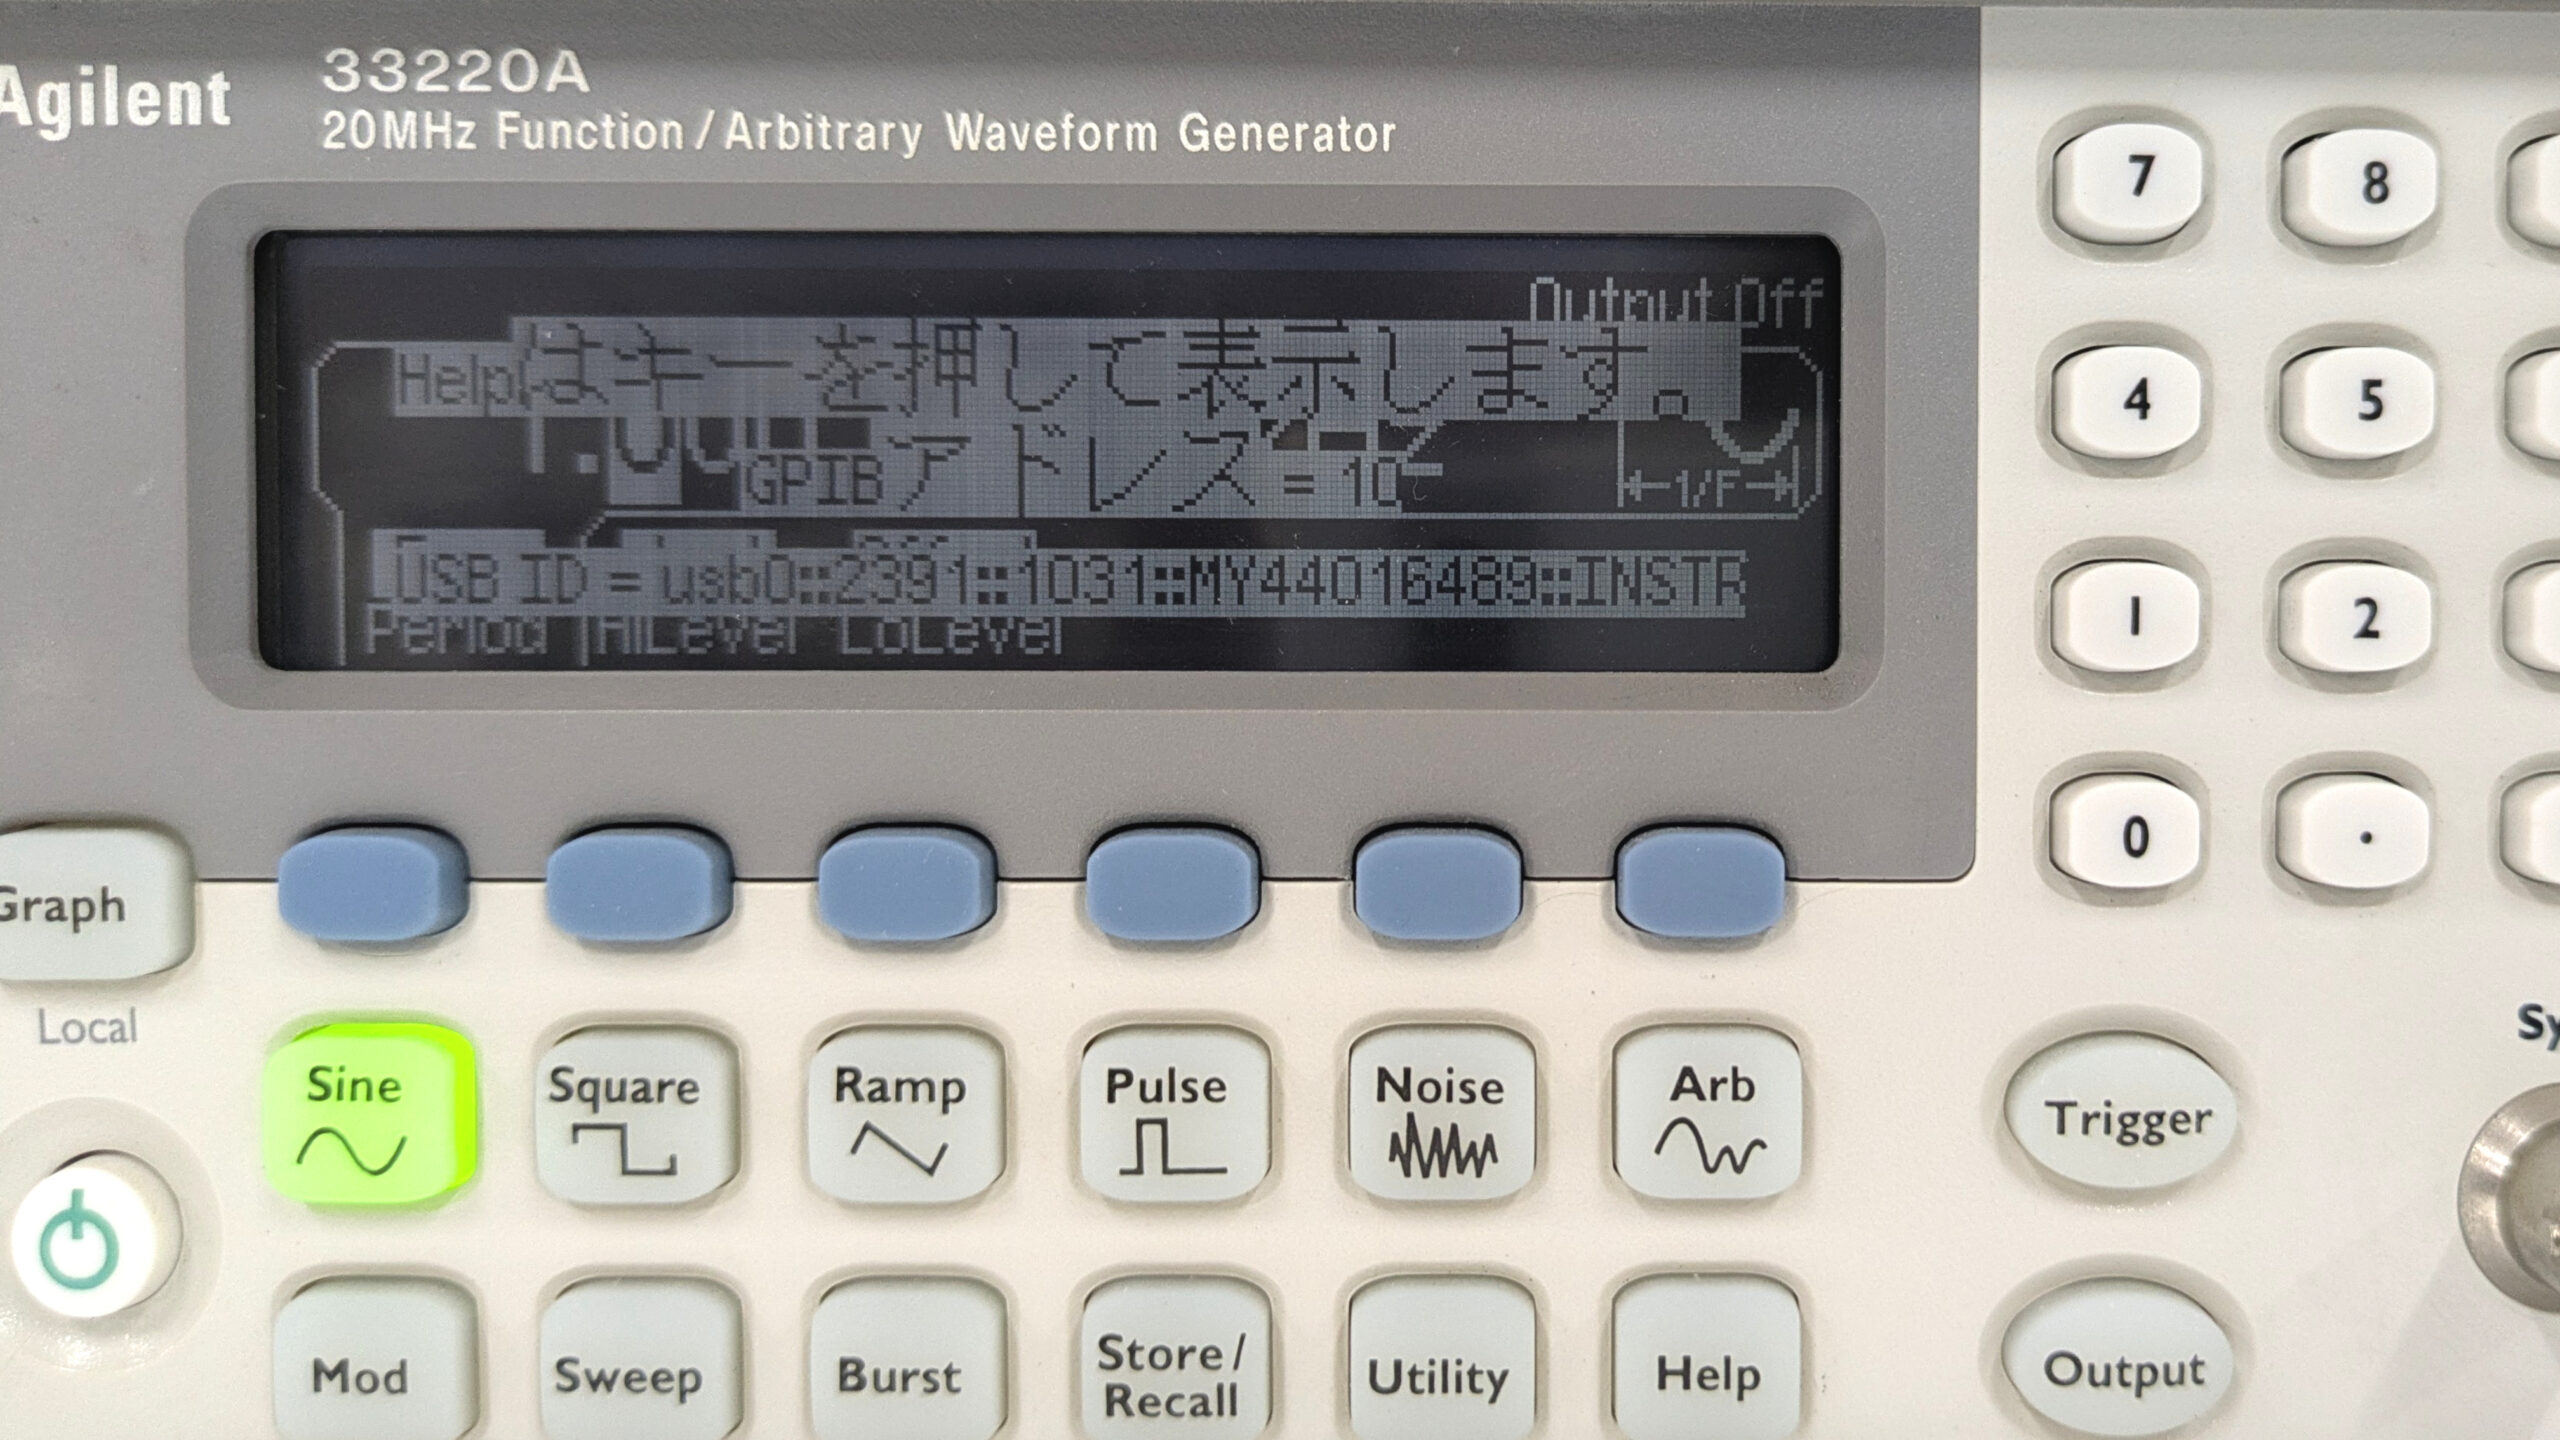 Agilent
33220A
20MHz Function / Arbitrary Waveform Generator
Output Off
Helpはキーを押して表示します。
GPIBアドレス = 10
1/F
USB ID = usb0::2391::1031::MY44016489::INSTR
Period HiLevel LoLevel
7
8
4
5
1
2
0
.
Graph
Local
Sine
Square
Ramp
Pulse
Noise
Arb
Trigger
Mod
Sweep
Burst
Store/
Recall
Utility
Help
Output